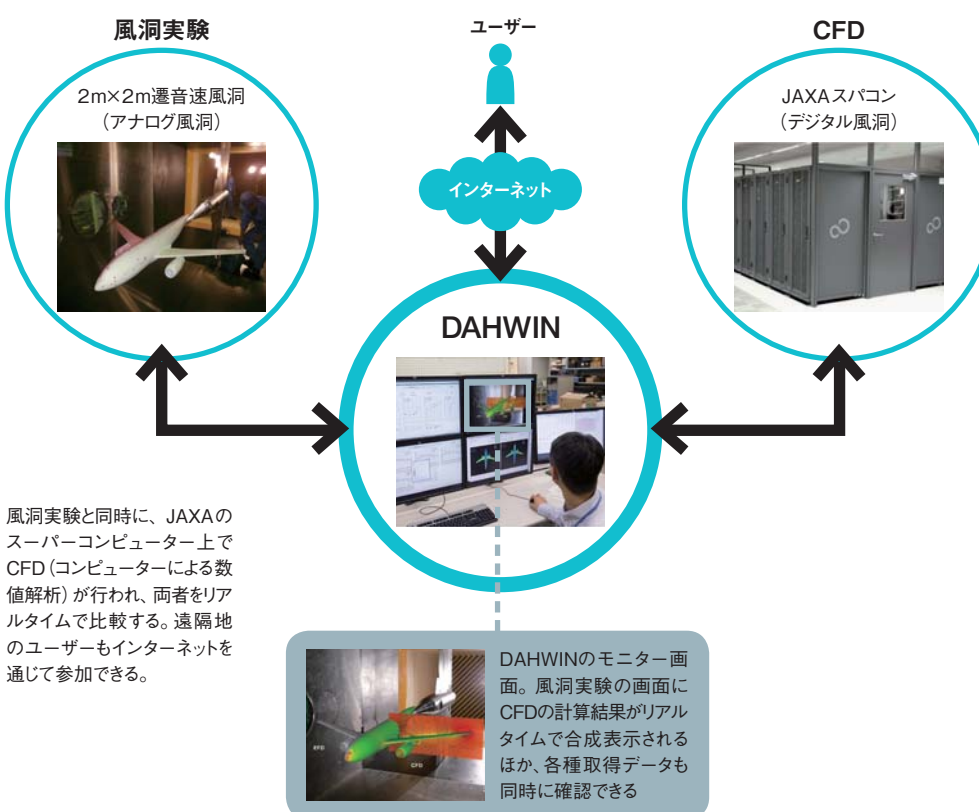 風洞実験
2m×2m遷音速風洞
（アナログ風洞）
ユーザー
インターネット
CFD
JAXAスパコン
（デジタル風洞）
DAHWIN
風洞実験と同時に、JAXAの
スーパーコンピューター上で
CFD（コンピューターによる数
値解析）が行われ、両者をリア
ルタイムで比較する。遠隔地
のユーザーもインターネットを
通じて参加できる。
EFD
CFD
DAHWINのモニター画
面。風洞実験の画面に
CFDの計算結果がリアル
タイムで合成表示される
ほか、各種取得データも
同時に確認できる